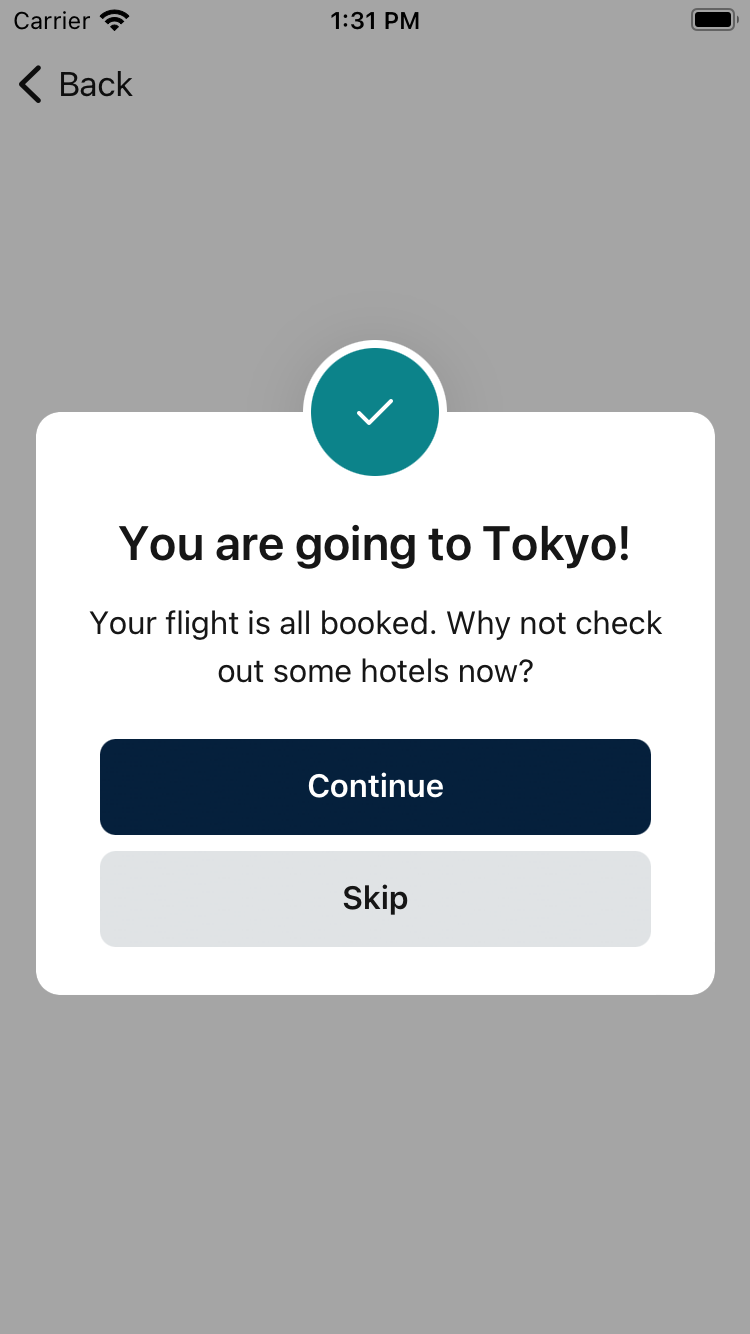 Carrier 1:31 PM
Back
You are going to Tokyo!
Your flight is all booked. Why not check
out some hotels now?
Continue
Skip